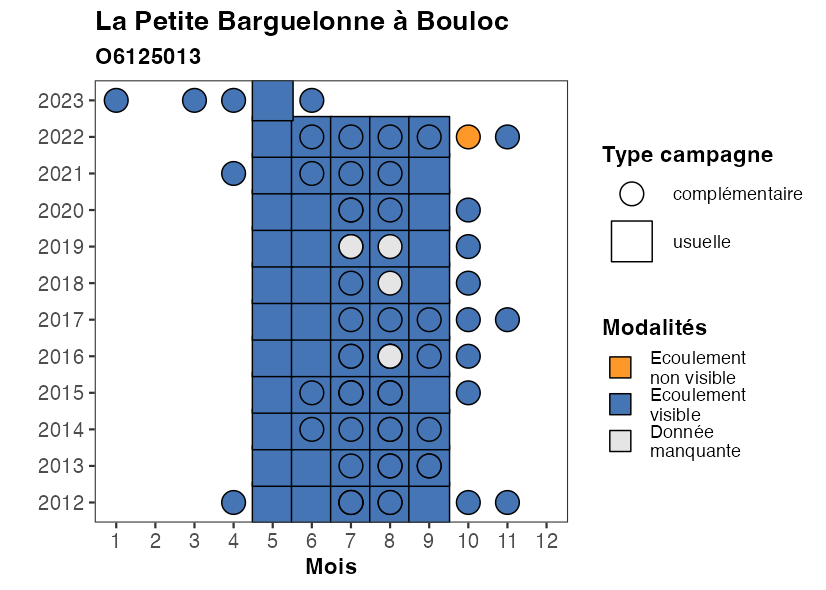 La Petite Barguelonne à Bouloc
O6125013
2023
2022
2021
2020
2019
2018
2017
2016
2015
2014
2013
2012
1 2 3 4 5 6 7 8 9 10 11 12
Mois
Type campagne
complémentaire
usuelle
Modalités
Ecoulement
non visible
Ecoulement
visible
Donnée
manquante